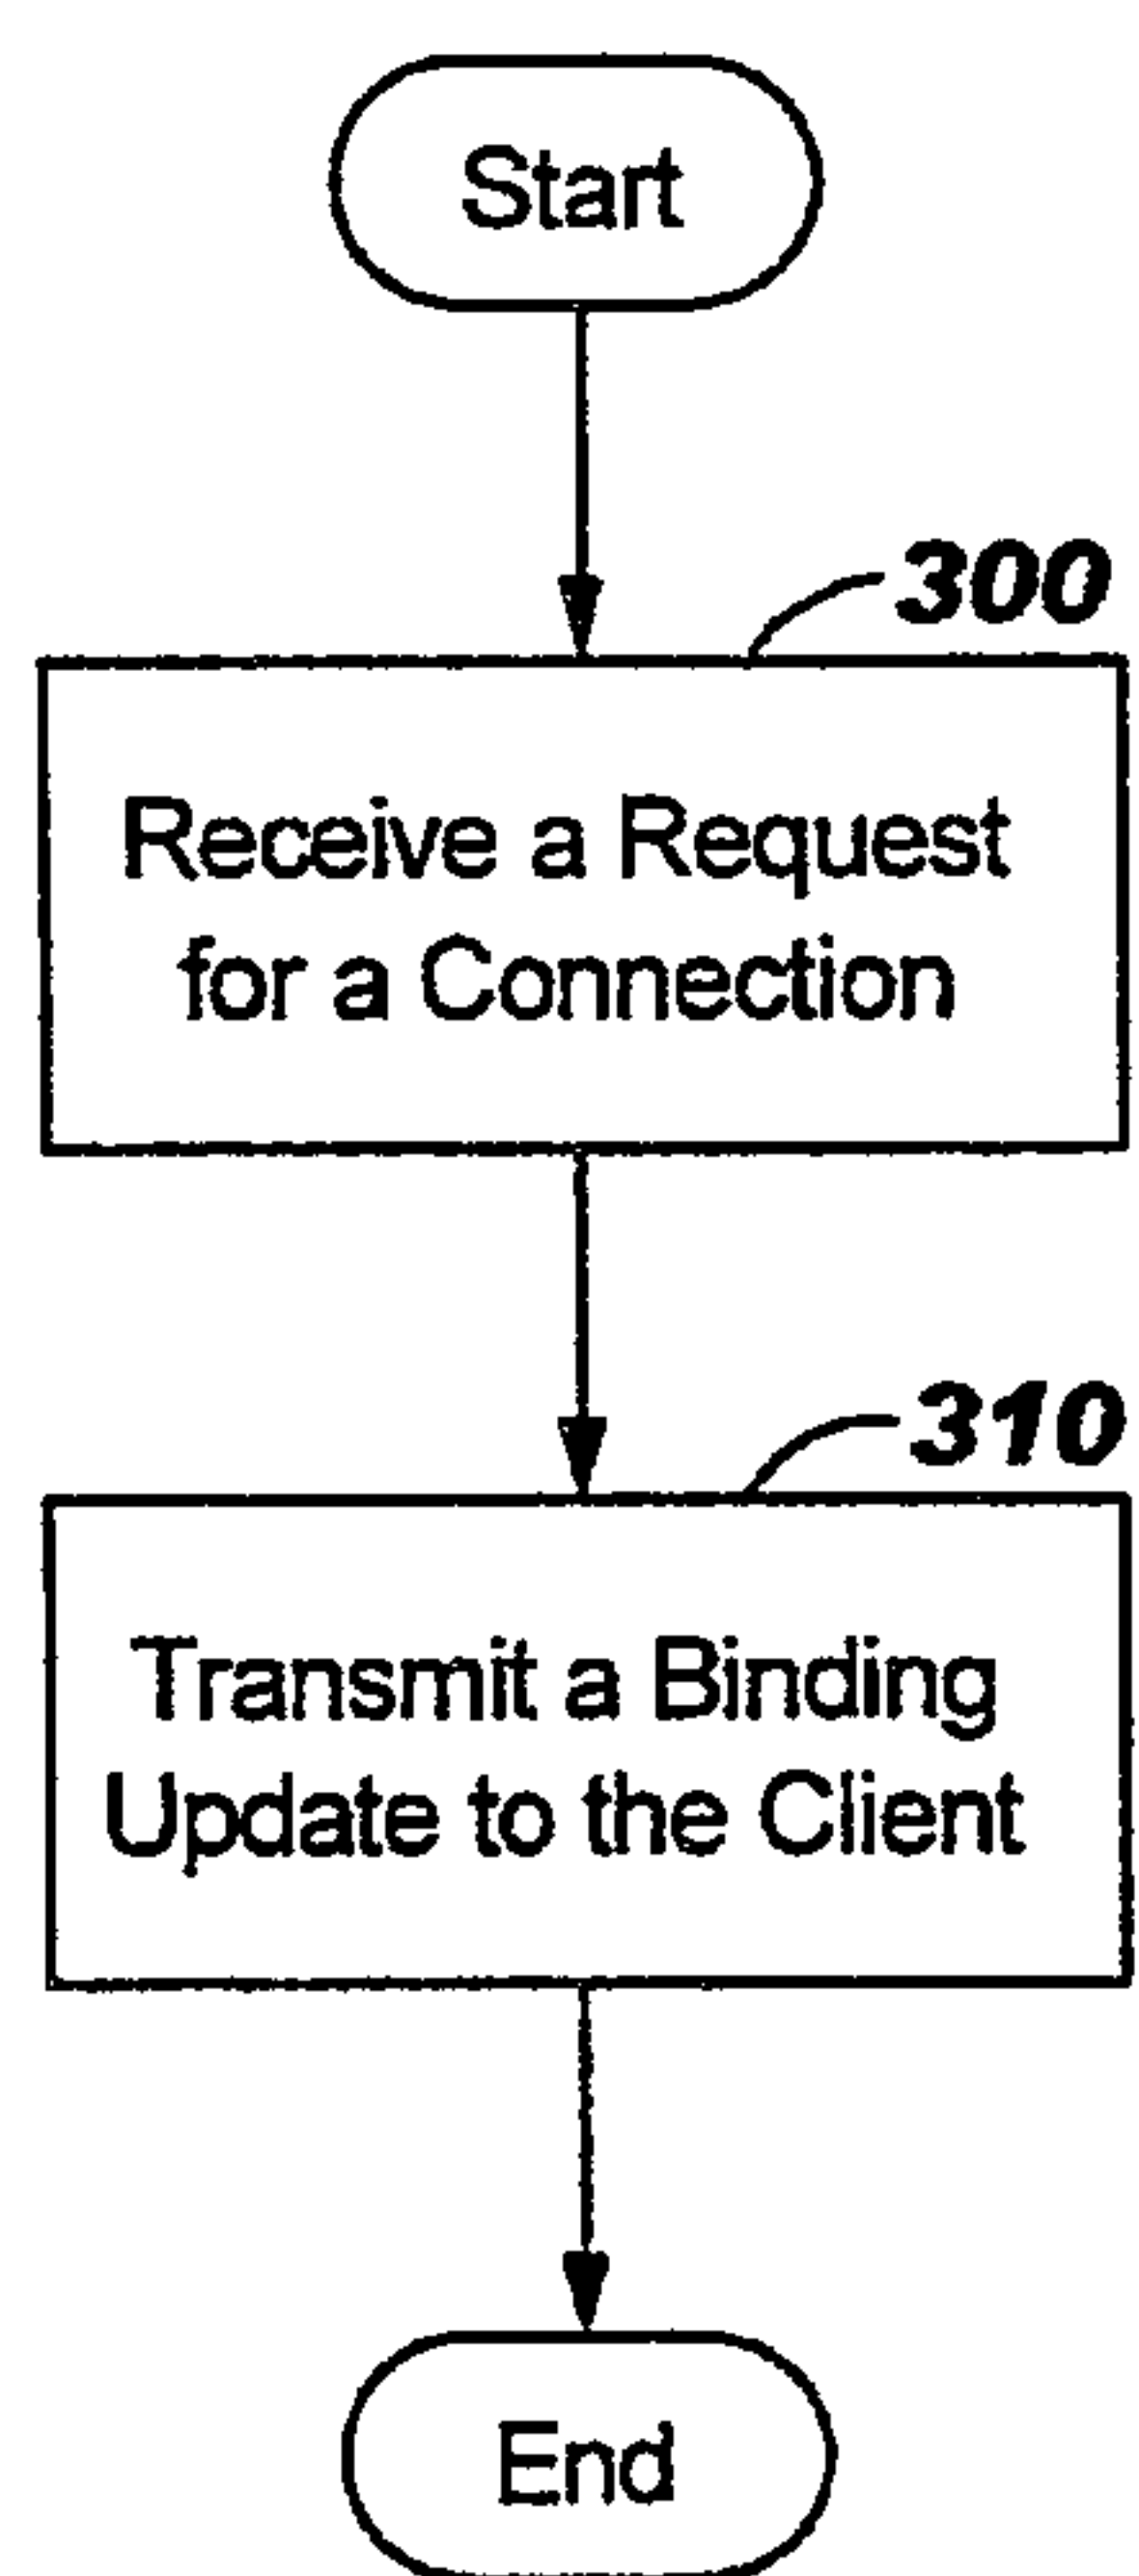 Start
300
Receive a Request
for a Connection
310
Transmit a Binding
Update to the Client
End